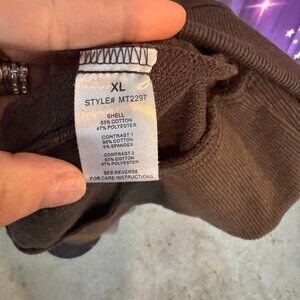 XL
STYLE# MT2297
SHELL
53% COTTON
47% POLYESTER
CONTRAST 1
95% COTTON
5% SPANDEX
CONTRAST 2
53% COTTON
47% POLYESTER
SEE REVERSE
FOR CARE INSTRUCTIONS